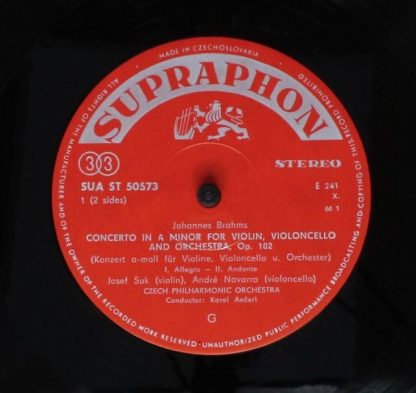 MADE IN CZECHOSLOVAKIA
ALL RIGHTS OF THE MANUFACTURER AND OF THE OWNER OF THE RECORDED WORK RESERVED - UNAUTHORIZED PUBLIC PERFORMANCE BROADCASTING AND COPYING OF THIS RECORD PROHIBITED
SUPRAPHON
33 STEREO
SUA ST 50573 E 241
1 (2 sides) X.
66 1
Johannes Brahms
CONCERTO IN A MINOR FOR VIOLIN, VIOLONCELLO
AND ORCHESTRA, Op. 102
(Konzert a-moll für Violine, Violoncello u. Orchester)
I. Allegro — II. Andante
Josef Suk (violin), André Navarra (violoncello)
CZECH PHILHARMONIC ORCHESTRA
Conductor: Karel Ančerl
G